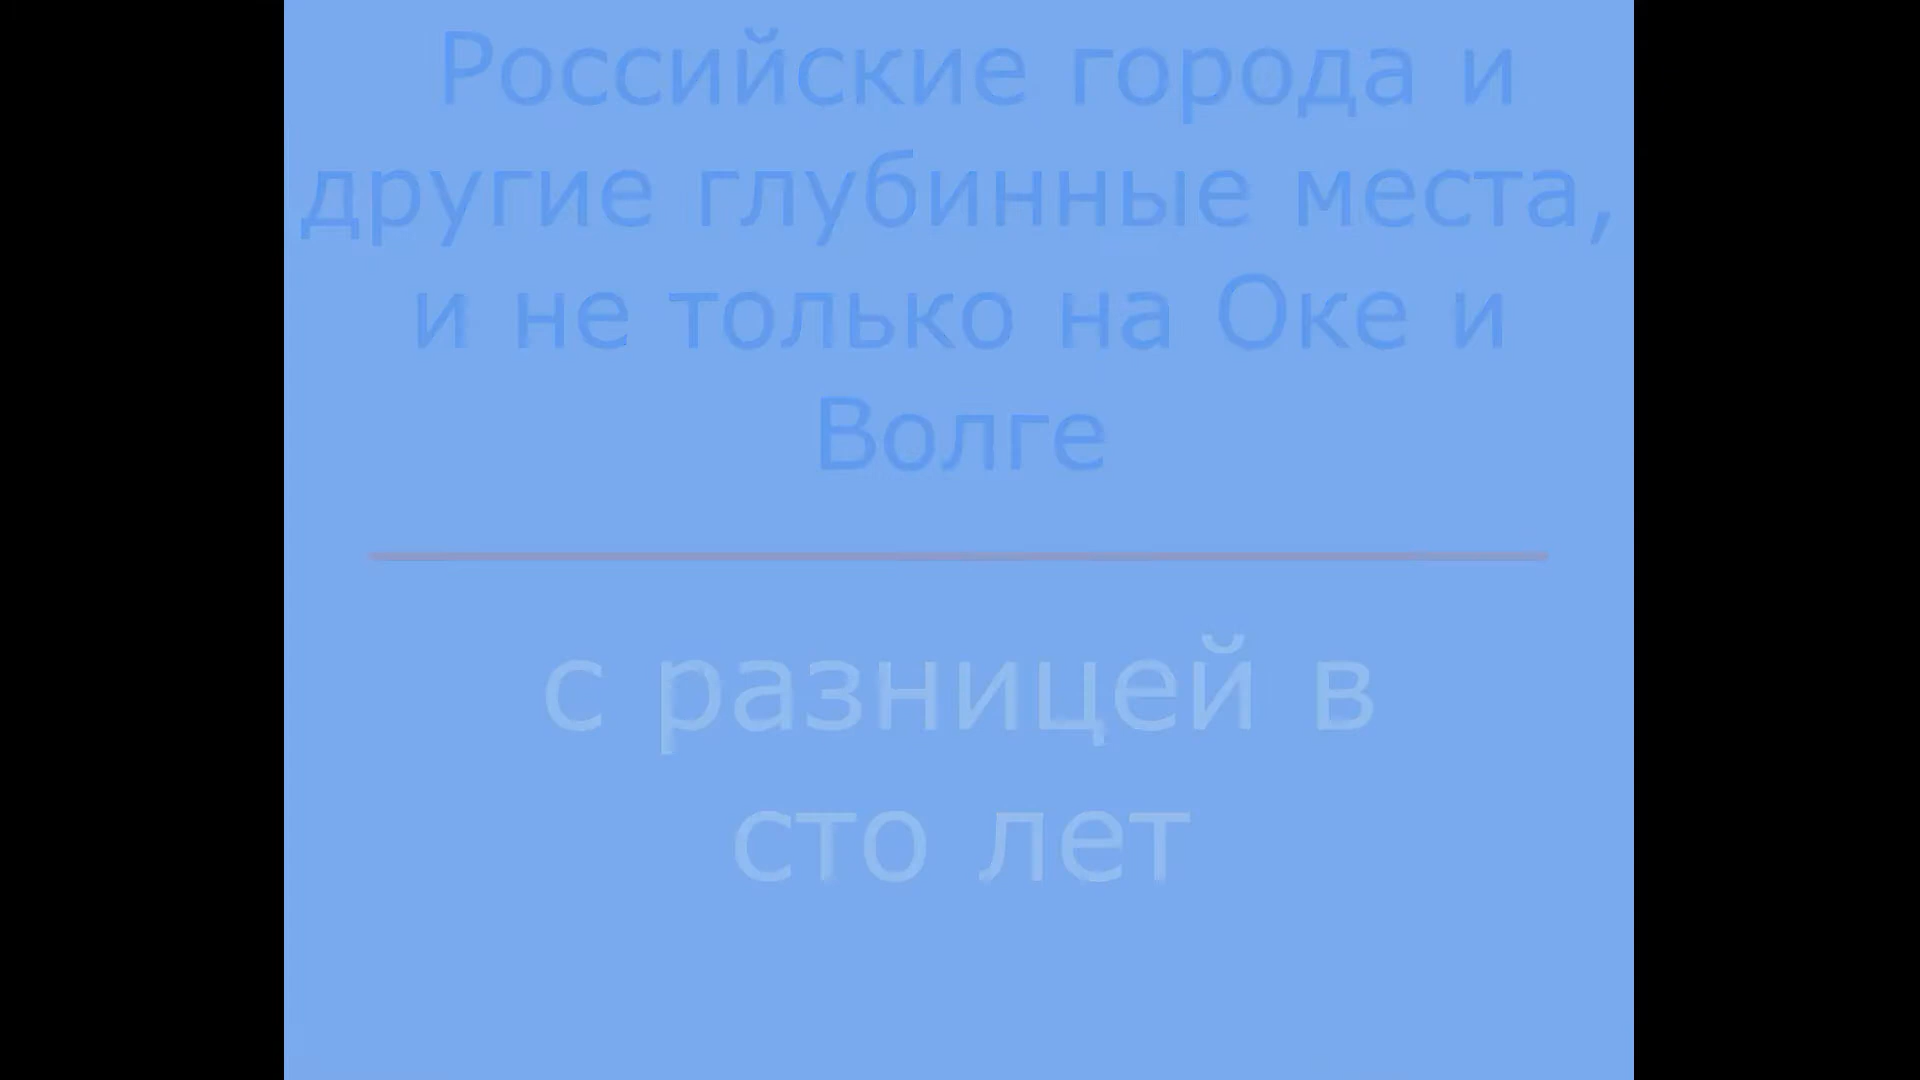 Российские города и
другие глубинные места,
и не только на Оке и
Волге
с разницей в
сто лет